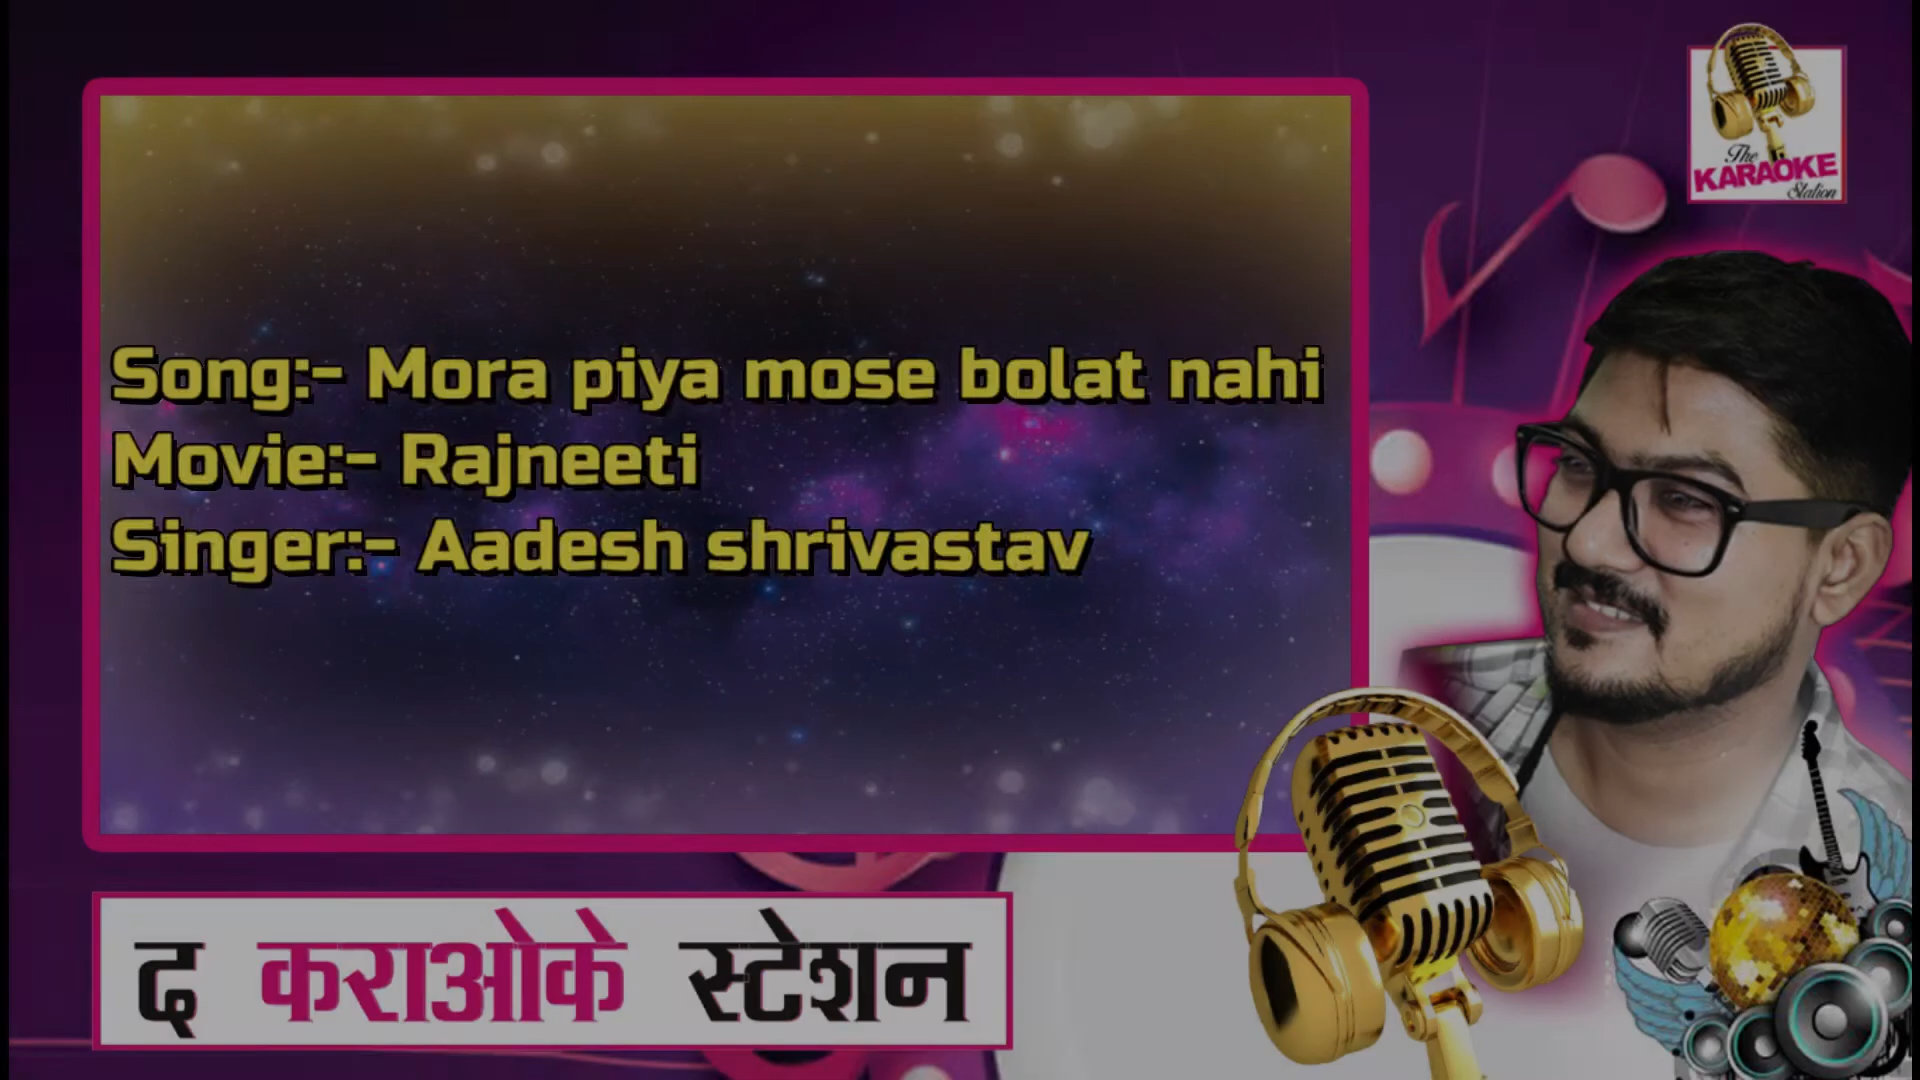 The
KARAOKE
Station
Song:- Mora piya mose bolat nahi
Movie:- Rajneeti
Singer:- Aadesh shrivastav
द कराओके स्टेशन